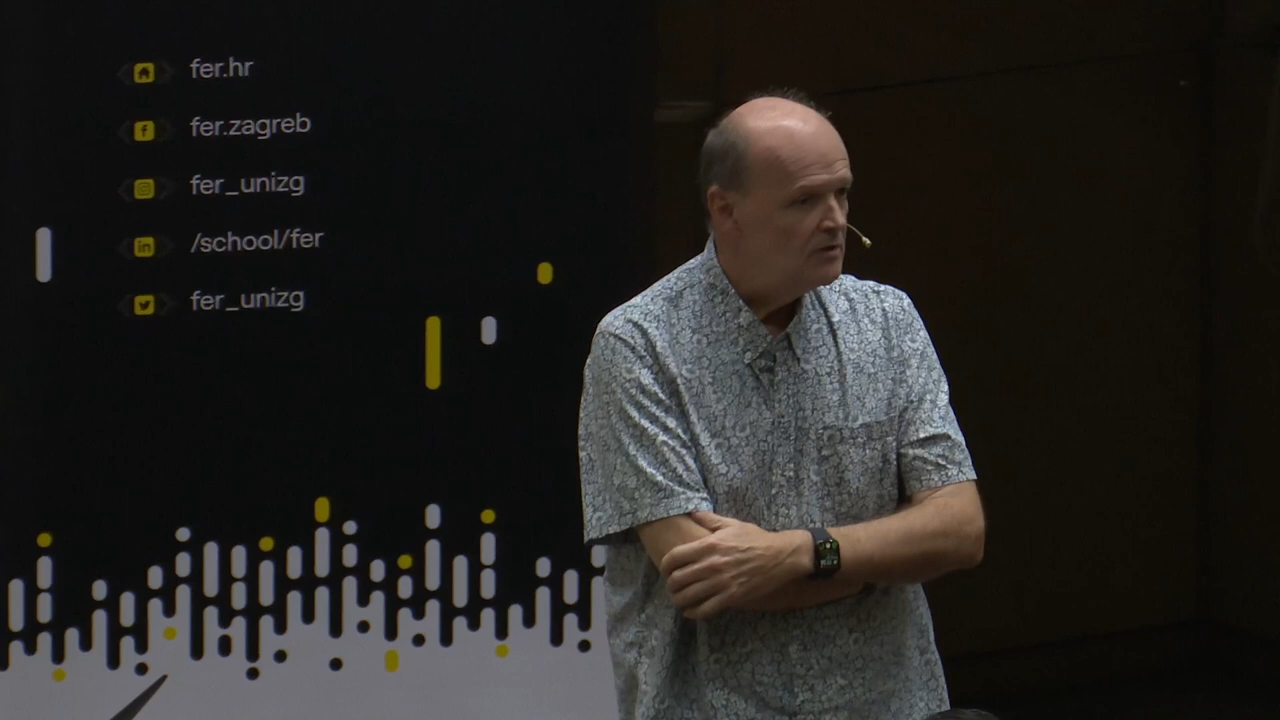 fer.hr
fer.zagreb
fer_unizg
/school/fer
fer_unizg